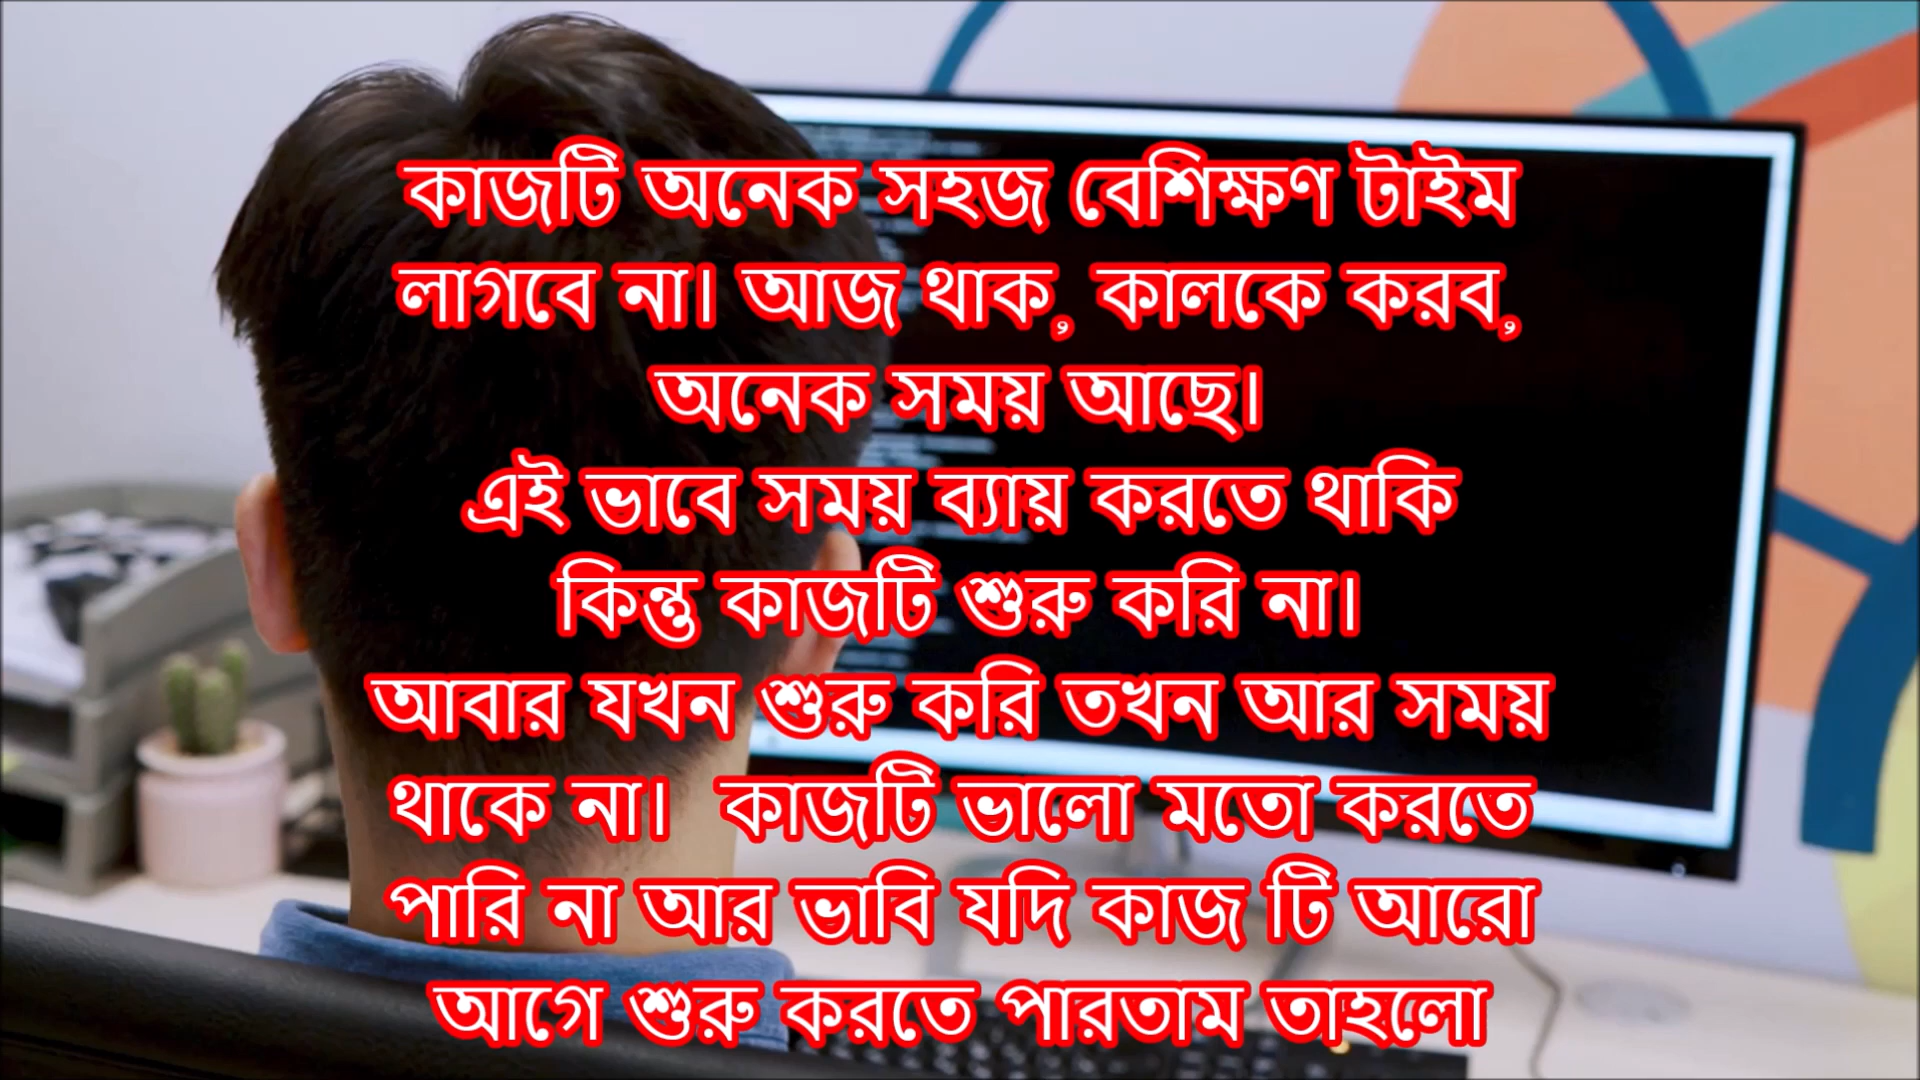 কাজটি অনেক সহজ বেশিক্ষণ টাইম
লাগবে না। আজ থাক, কালকে করব,
অনেক সময় আছে।
এই ভাবে সময় ব্যায় করতে থাকি
কিন্তু কাজটি শুরু করি না।
আবার যখন শুরু করি তখন আর সময়
থাকে না। কাজটি ভালো মতো করতে
পারি না আর ভাবি যদি কাজ টি আরো
আগে শুরু করতে পারতাম তাহলো